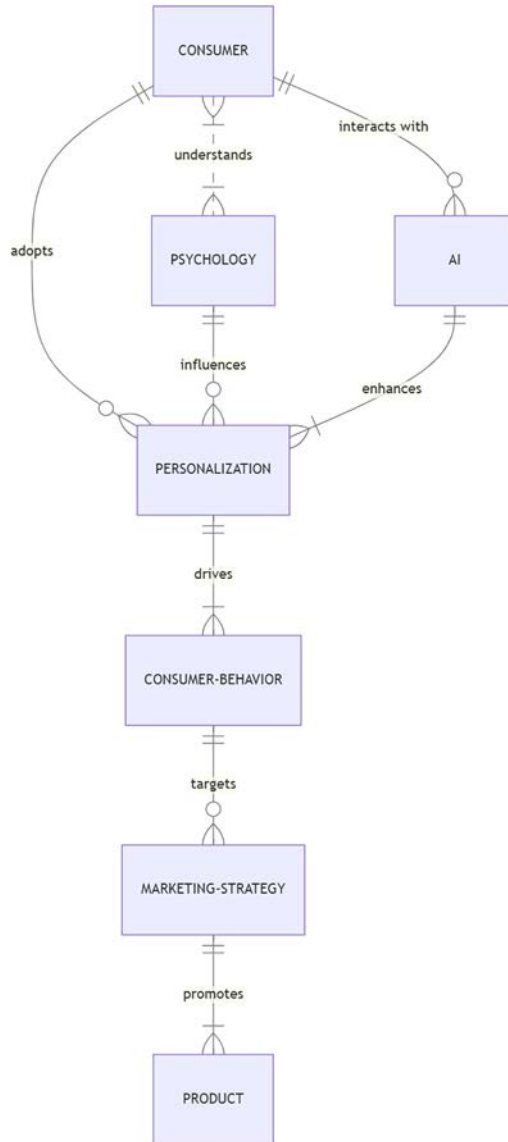 CONSUMER
interacts with
understands
adopts
PSYCHOLOGY
AI
influences
enhances
PERSONALIZATION
drives
CONSUMER-BEHAVIOR
targets
MARKETING-STRATEGY
promotes
PRODUCT